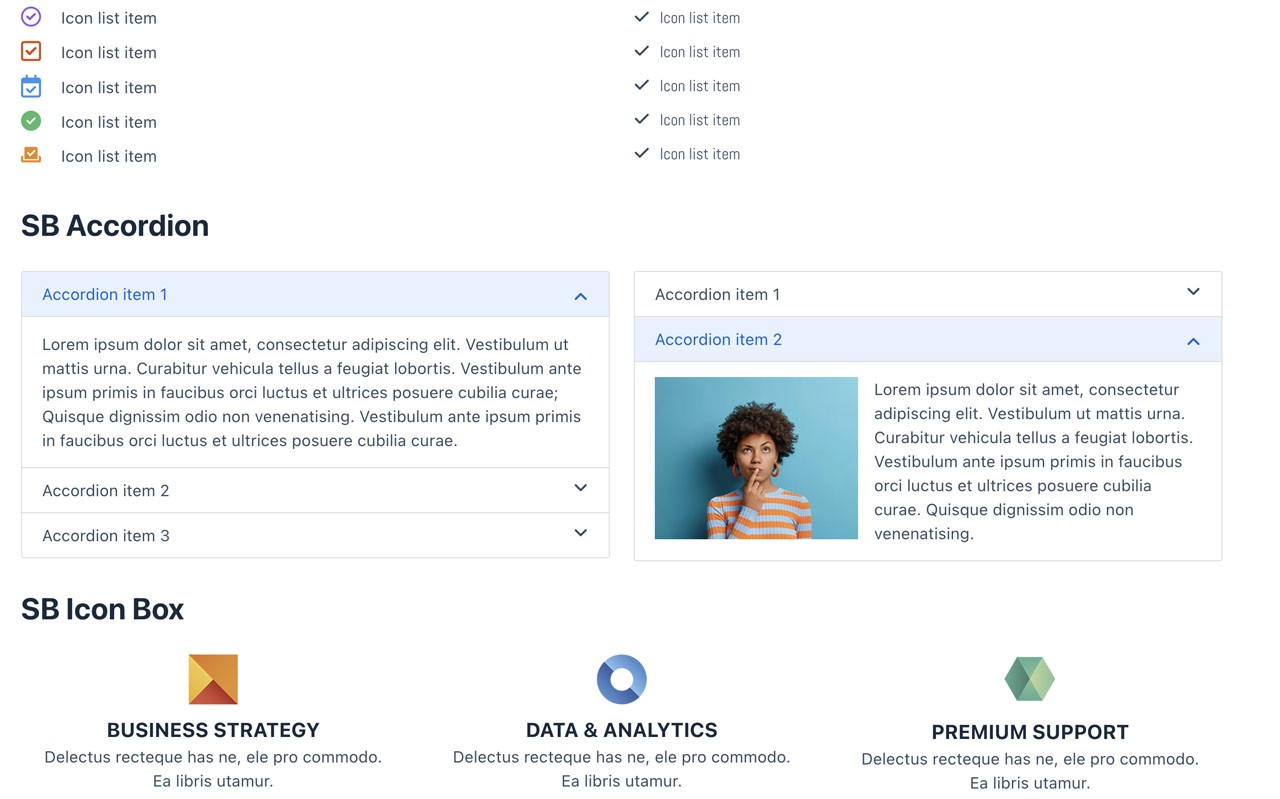 Icon list item
Icon list item
Icon list item
Icon list item
Icon list item
Icon list item
Icon list item
Icon list item
Icon list item
Icon list item
SB Accordion
Accordion item 1
Lorem ipsum dolor sit amet, consectetur adipiscing elit. Vestibulum ut
mattis urna. Curabitur vehicula tellus a feugiat lobortis. Vestibulum ante
ipsum primis in faucibus orci luctus et ultrices posuere cubilia curae;
Quisque dignissim odio non venenatising. Vestibulum ante ipsum primis
in faucibus orci luctus et ultrices posuere cubilia curae.
Accordion item 2
Accordion item 3
Accordion item 1
Accordion item 2
Lorem ipsum dolor sit amet, consectetur
adipiscing elit. Vestibulum ut mattis urna.
Curabitur vehicula tellus a feugiat lobortis.
Vestibulum ante ipsum primis in faucibus
orci luctus et ultrices posuere cubilia
curae. Quisque dignissim odio non
venenatising.
SB Icon Box
BUSINESS STRATEGY
Delectus recteque has ne, ele pro commodo.
Ea libris utamur.
DATA & ANALYTICS
Delectus recteque has ne, ele pro commodo.
Ea libris utamur.
PREMIUM SUPPORT
Delectus recteque has ne, ele pro commodo.
Ea libris utamur.